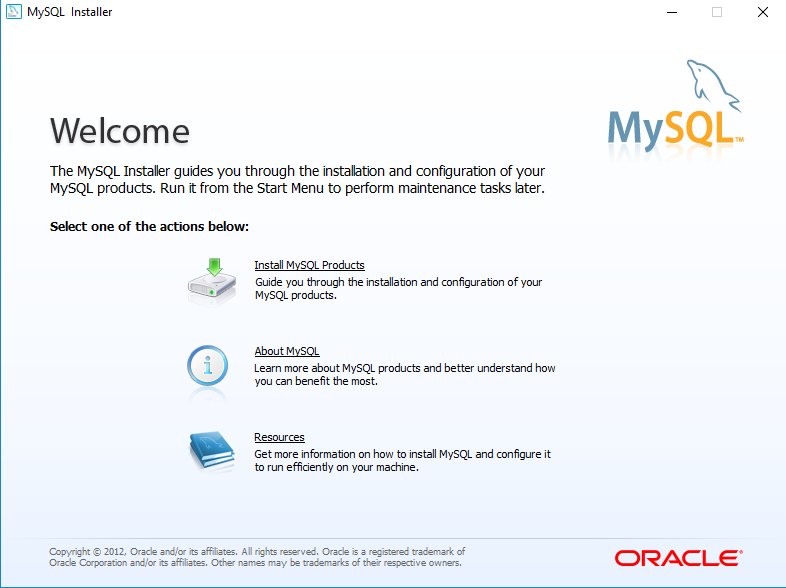 MySQL Installer
MySQL™
Welcome
The MySQL Installer guides you through the installation and configuration of your
MySQL products. Run it from the Start Menu to perform maintenance tasks later.
Select one of the actions below:
Install MySQL Products
Guide you through the installation and configuration of your
MySQL products.
About MySQL
Learn more about MySQL products and better understand how
you can benefit the most.
Resources
Get more information on how to install MySQL and configure it
to run efficiently on your machine.
Copyright © 2012, Oracle and/or its affiliates. All rights reserved. Oracle is a registered trademark of
Oracle Corporation and/or its affiliates. Other names may be trademarks of their respective owners.
ORACLE®